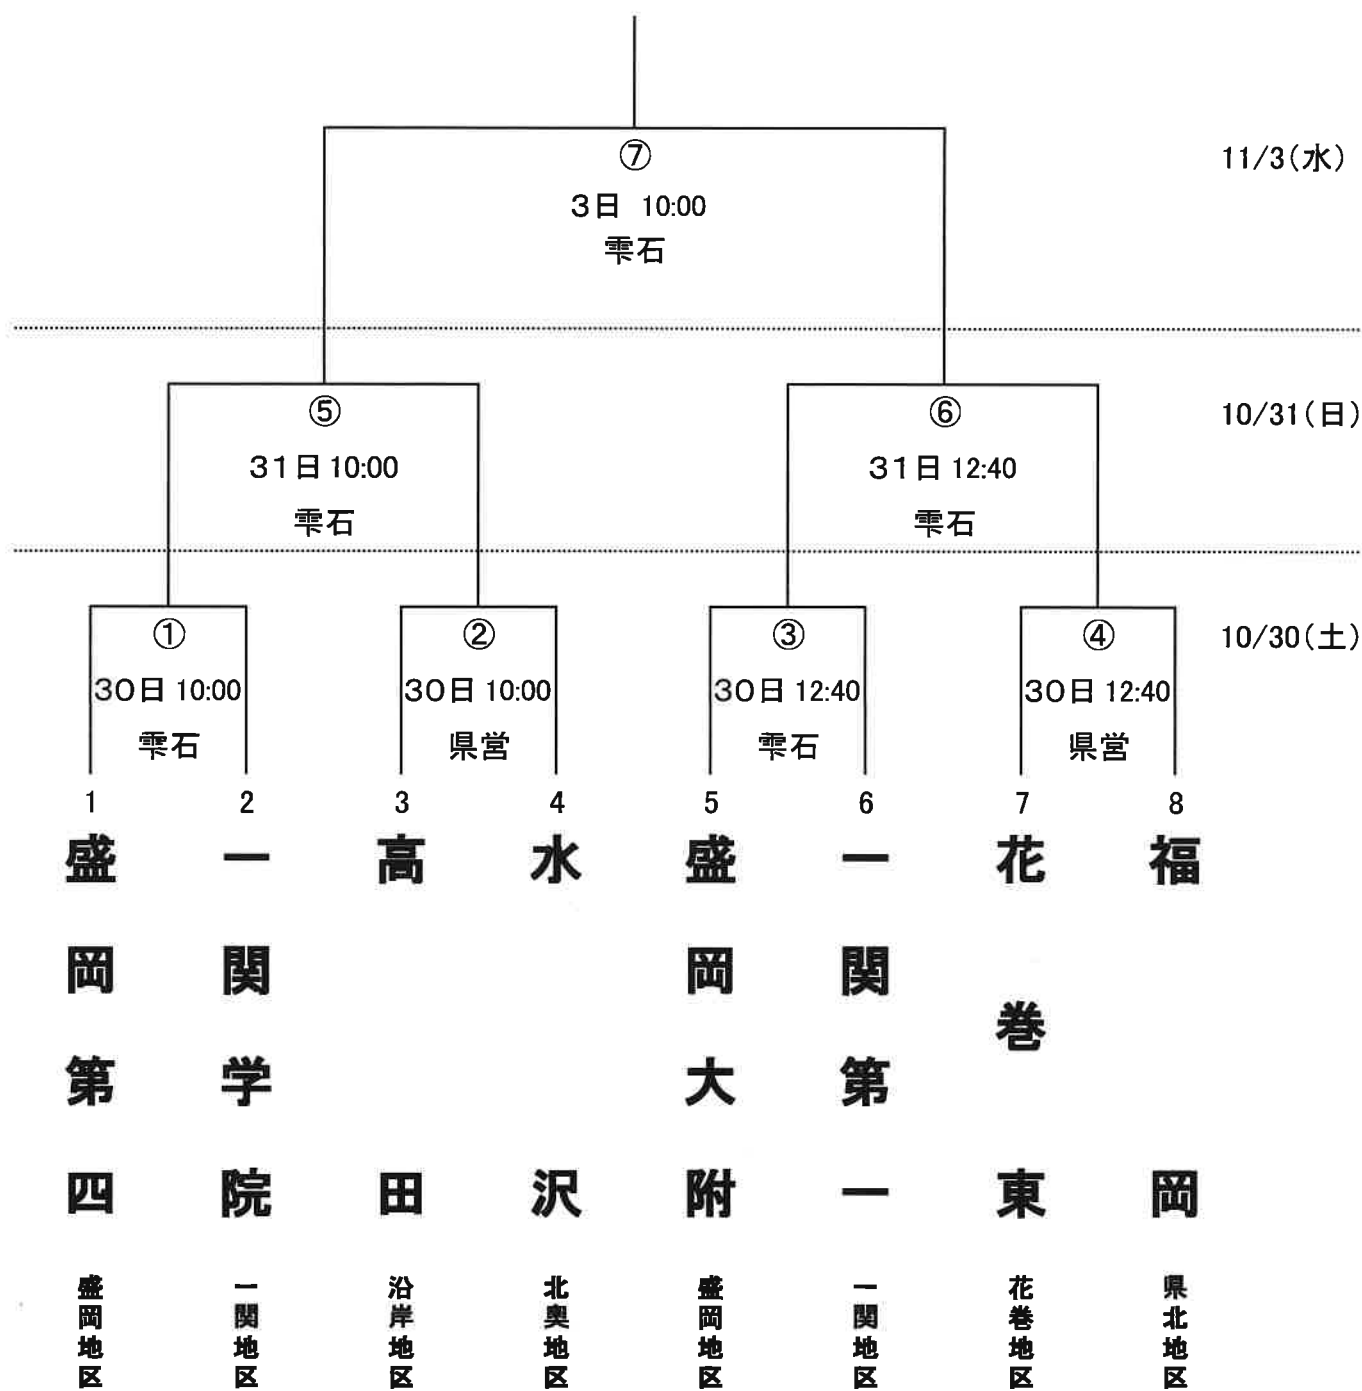 ⑦
11/3(水)
3日 10:00
雫石
⑤
⑥
10/31(日)
31日 10:00
31日 12:40
雫石
雫石
①
②
③
④
10/30(土)
30日 10:00
30日 10:00
30日 12:40
30日 12:40
雫石
県営
雫石
県営
1
2
3
4
5
6
7
8
盛岡第四
一関学院
高田
水沢
盛岡大附
一関第一
花巻東
福岡
盛岡地区
一関地区
沿岸地区
北奥地区
盛岡地区
一関地区
花巻地区
県北地区